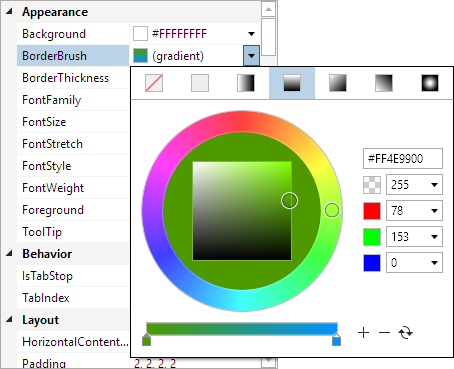 Appearance
Background #FFFFFFFF
BorderBrush (gradient)
BorderThickness
FontFamily
FontSize
FontStretch
FontStyle
FontWeight
Foreground
ToolTip
Behavior
IsTabStop
TabIndex
Layout
HorizontalContent...
Padding 2, 2, 2, 2
#FF4E9900
255
78
153
0